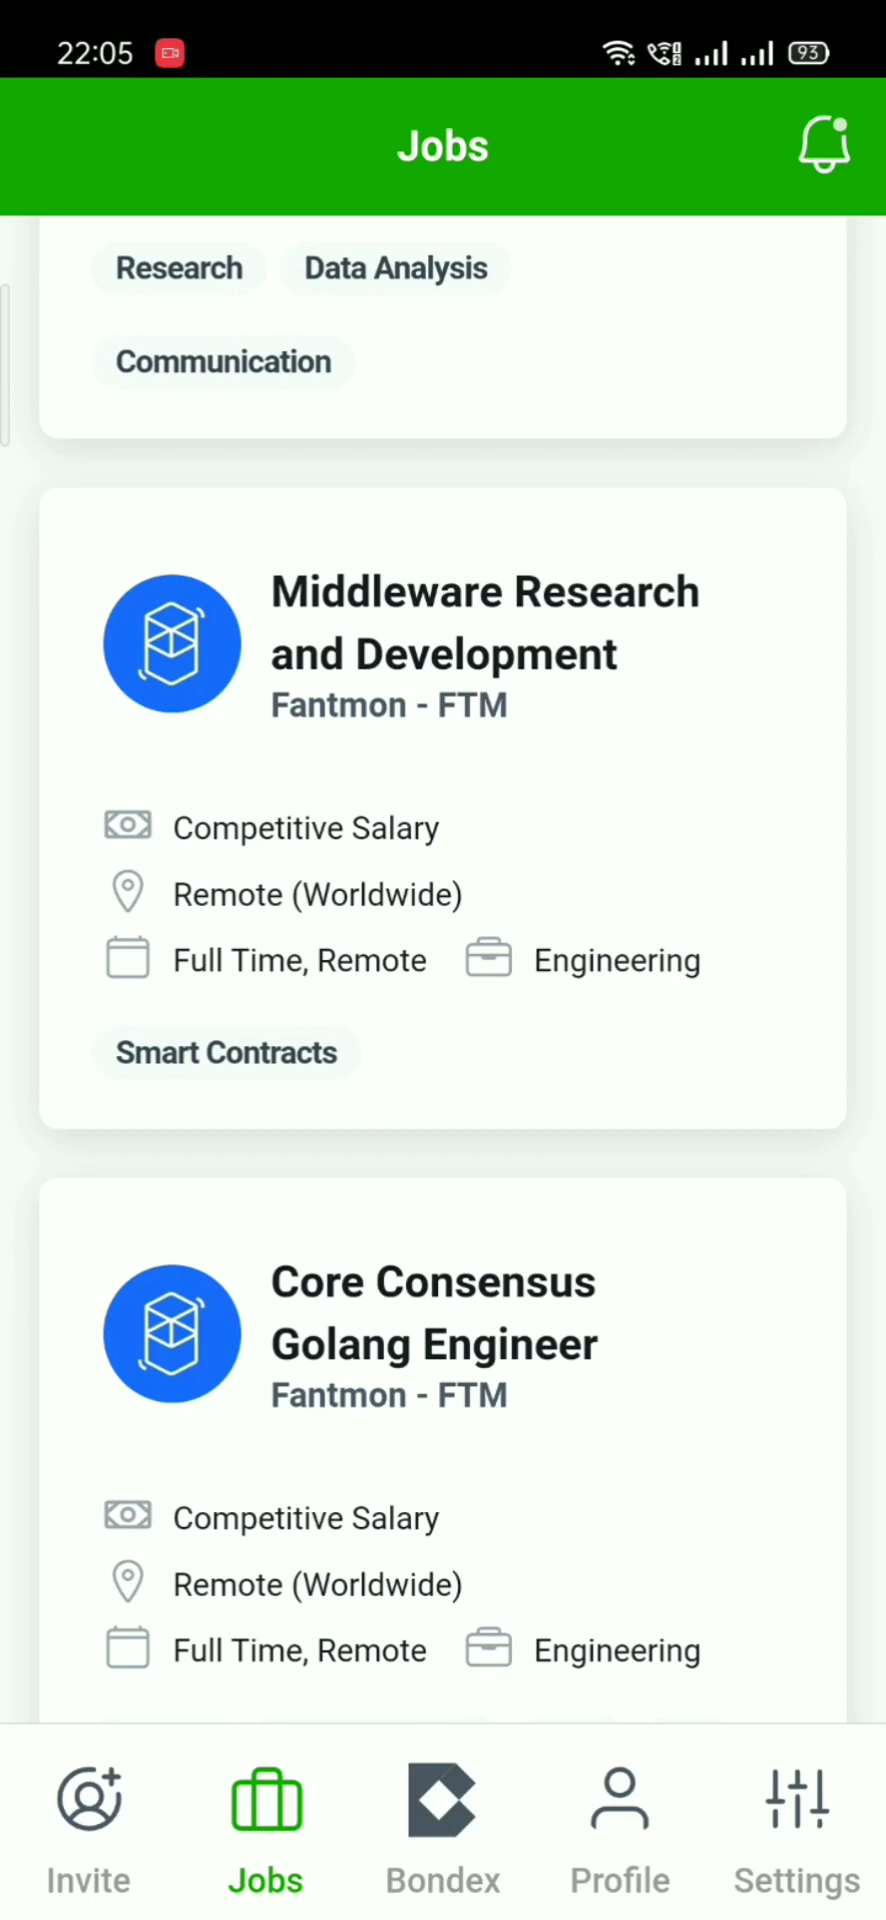 22:05
93
Jobs
Research Data Analysis
Communication
Middleware Research
and Development
Fantmon - FTM
Competitive Salary
Remote (Worldwide)
Full Time, Remote Engineering
Smart Contracts
Core Consensus
Golang Engineer
Fantmon - FTM
Competitive Salary
Remote (Worldwide)
Full Time, Remote Engineering
Invite Jobs Bondex Profile Settings